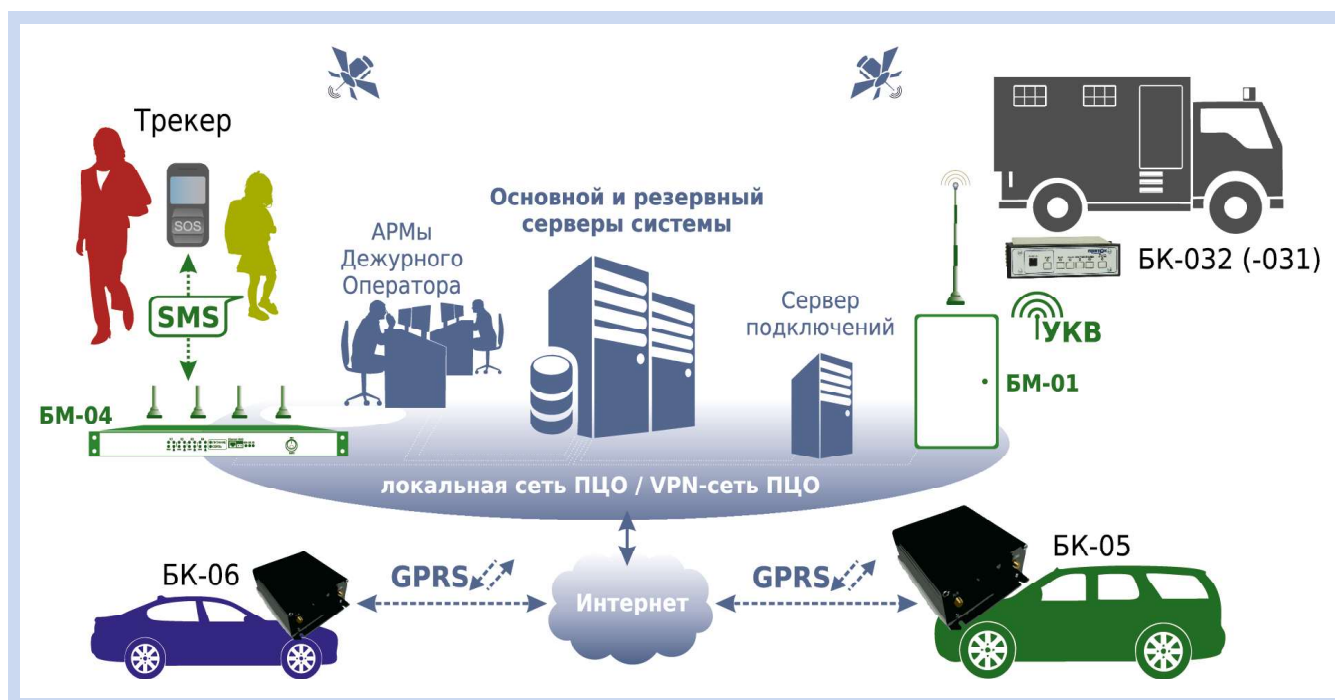 Трекер
SOS
SMS
БМ-04
АРМы
Дежурного
Оператора
Основной и резервный
серверы системы
Сервер
подключений
БК-032 (-031)
УКВ
БМ-01
локальная сеть ПЦО / VPN-сеть ПЦО
БК-06
GPRS
Интернет
GPRS
БК-05